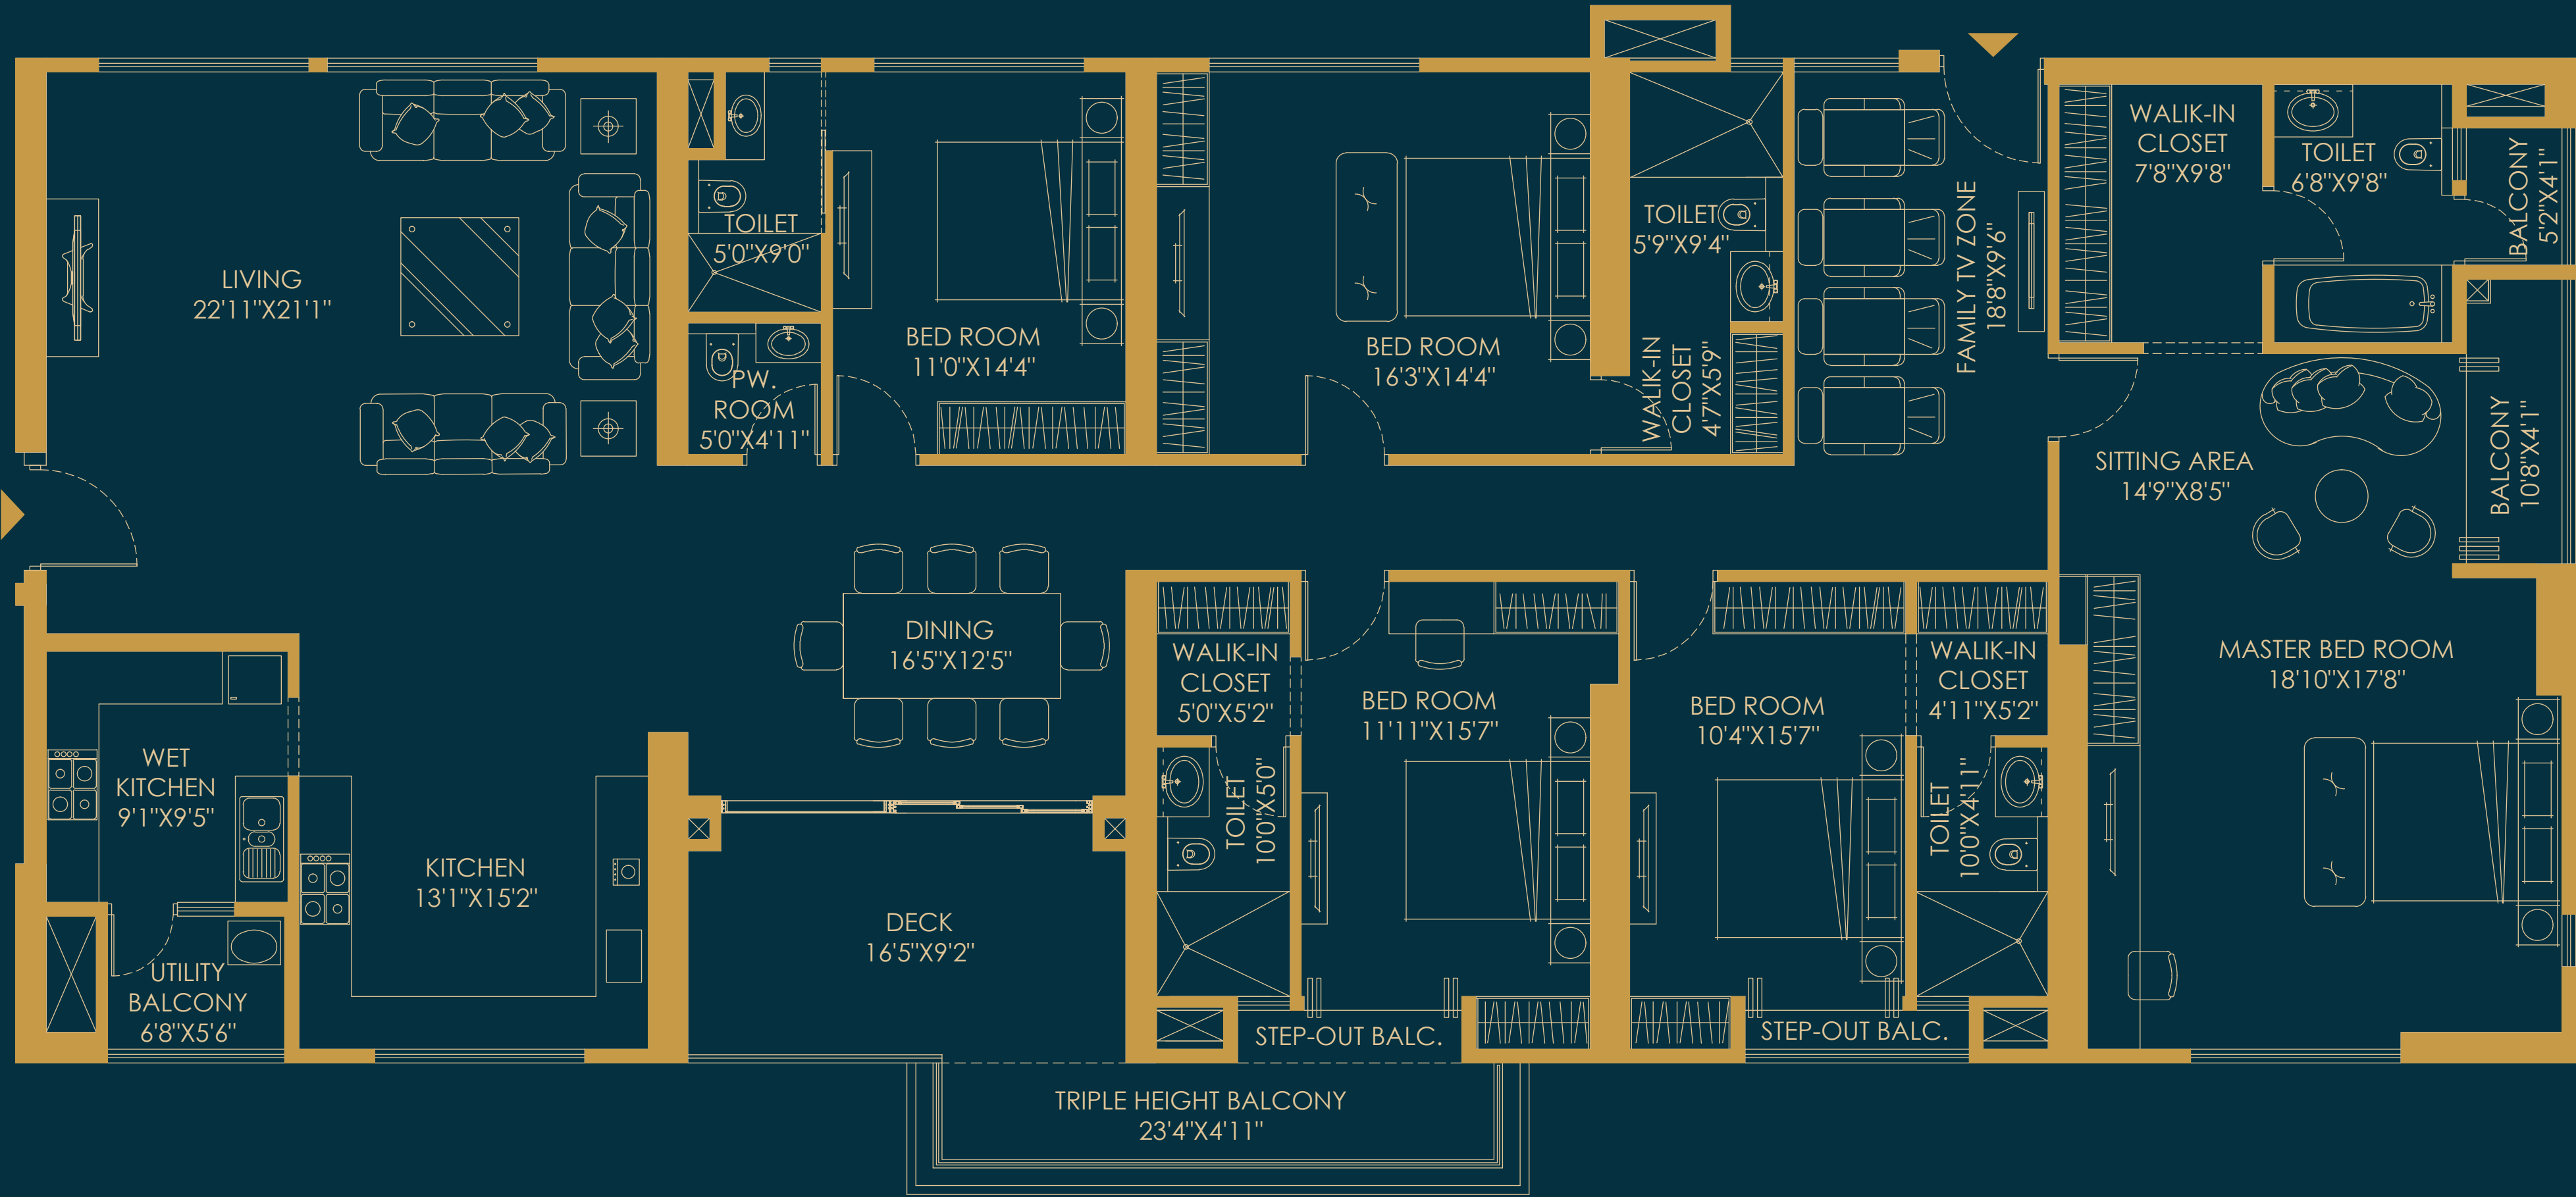 LIVING
22'11"X21'1"
TOILET
5'0"X9'0"
PW.
ROOM
5'0"X4'11"
BED ROOM
11'0"X14'4"
BED ROOM
16'3"X14'4"
TOILET
5'9"X9'4"
WALIK-IN
CLOSET
4'7"X5'9"
FAMILY TV ZONE
18'8"X9'6"
WALIK-IN
CLOSET
7'8"X9'8"
TOILET
6'8"X9'8"
BALCONY
5'2"X4'1"
BALCONY
10'8"X4'1"
SITTING AREA
14'9"X8'5"
DINING
16'5"X12'5"
WALIK-IN
CLOSET
5'0"X5'2"
BED ROOM
11'11"X15'7"
BED ROOM
10'4"X15'7"
WALIK-IN
CLOSET
4'11"X5'2"
MASTER BED ROOM
18'10"X17'8"
WET
KITCHEN
9'1"X9'5"
KITCHEN
13'1"X15'2"
TOILET
10'0"X5'0"
TOILET
10'0"X4'11"
DECK
16'5"X9'2"
UTILITY
BALCONY
6'8"X5'6"
STEP-OUT BALC.
STEP-OUT BALC.
TRIPLE HEIGHT BALCONY
23'4"X4'11"